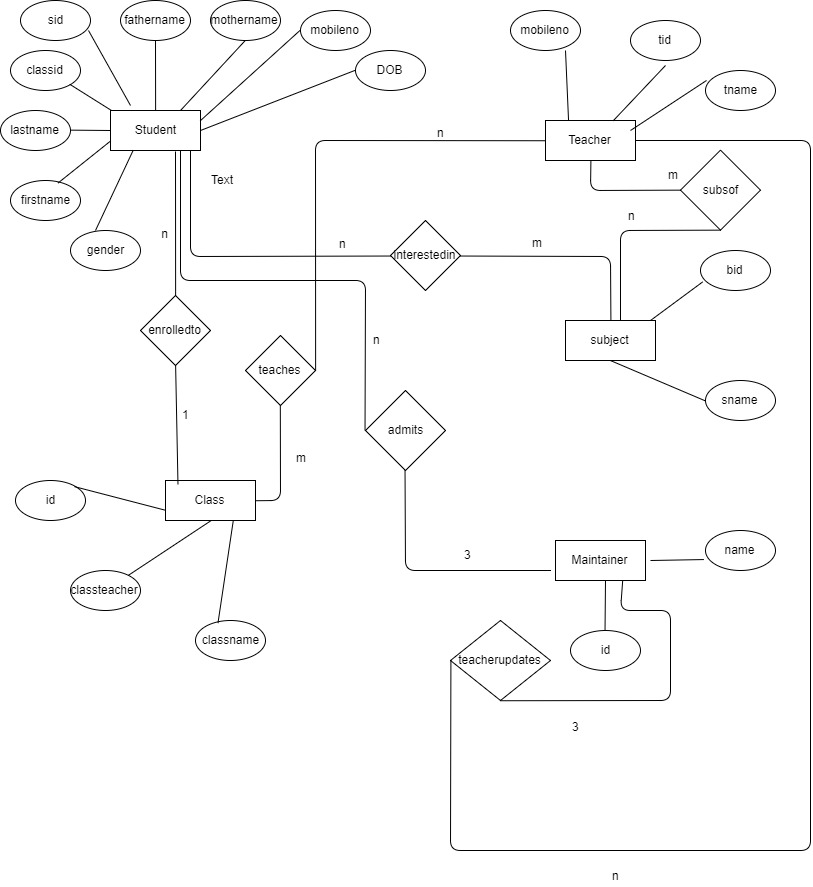 sid
fathername
mothername
mobileno
mobileno
tid
classid
DOB
tname
lastname
Student
n
Teacher
Text
m
subsof
firstname
n
n
gender
n
m
interestedin
bid
enrolledto
n
subject
teaches
1
admits
sname
m
id
Class
3
Maintainer
name
classteacher
classname
teacherupdates
id
3
n